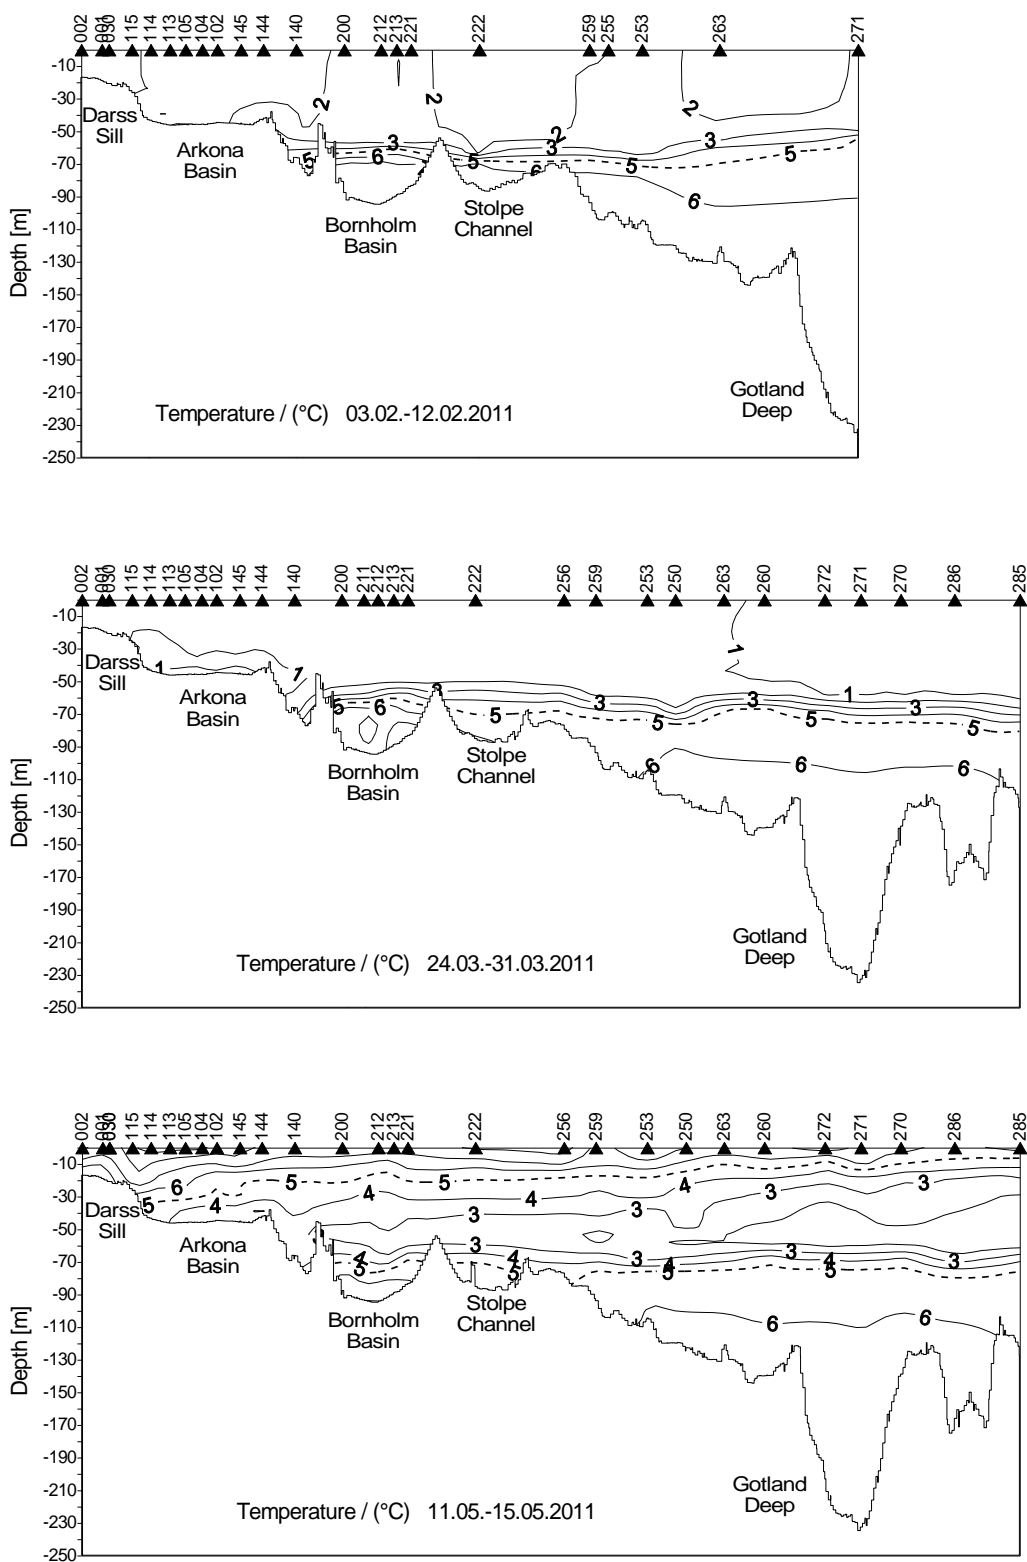 002 001 030 115 114 113 105 104 102 145 144 140 200 212 213 221 222 259 255 253 263 271
-10
-30
-50
-70
-90
-110
-130
-150
-170
-190
-210
-230
-250
Depth [m]
Darss
Sill
Arkona
Basin
Bornholm
Basin
Stolpe
Channel
Gotland
Deep
2 2 2 2
3 3 3
5 5 5 5
6 6 6
Temperature / (°C) 03.02.-12.02.2011
002 001 030 115 114 113 105 104 102 145 144 140 200 211 212 213 221 222 256 259 253 250 263 260 272 271 270 286 285
-10
-30
-50
-70
-90
-110
-130
-150
-170
-190
-210
-230
-250
Depth [m]
Darss
Sill
Arkona
Basin
Bornholm
Basin
Stolpe
Channel
Gotland
Deep
1 1 1 1
3 3 3 3
5 5 5 5 5
6 6 6 6
Temperature / (°C) 24.03.-31.03.2011
002 001 030 115 114 113 105 104 102 145 144 140 200 212 213 221 222 256 259 253 250 263 260 272 271 270 286 285
-10
-30
-50
-70
-90
-110
-130
-150
-170
-190
-210
-230
-250
Depth [m]
Darss
Sill
Arkona
Basin
Bornholm
Basin
Stolpe
Channel
Gotland
Deep
6 5 5 5
4 4 4 4
3 3 3 3
3 3 3 3
4 4 4 4
5 5 5 5
6 6
Temperature / (°C) 11.05.-15.05.2011